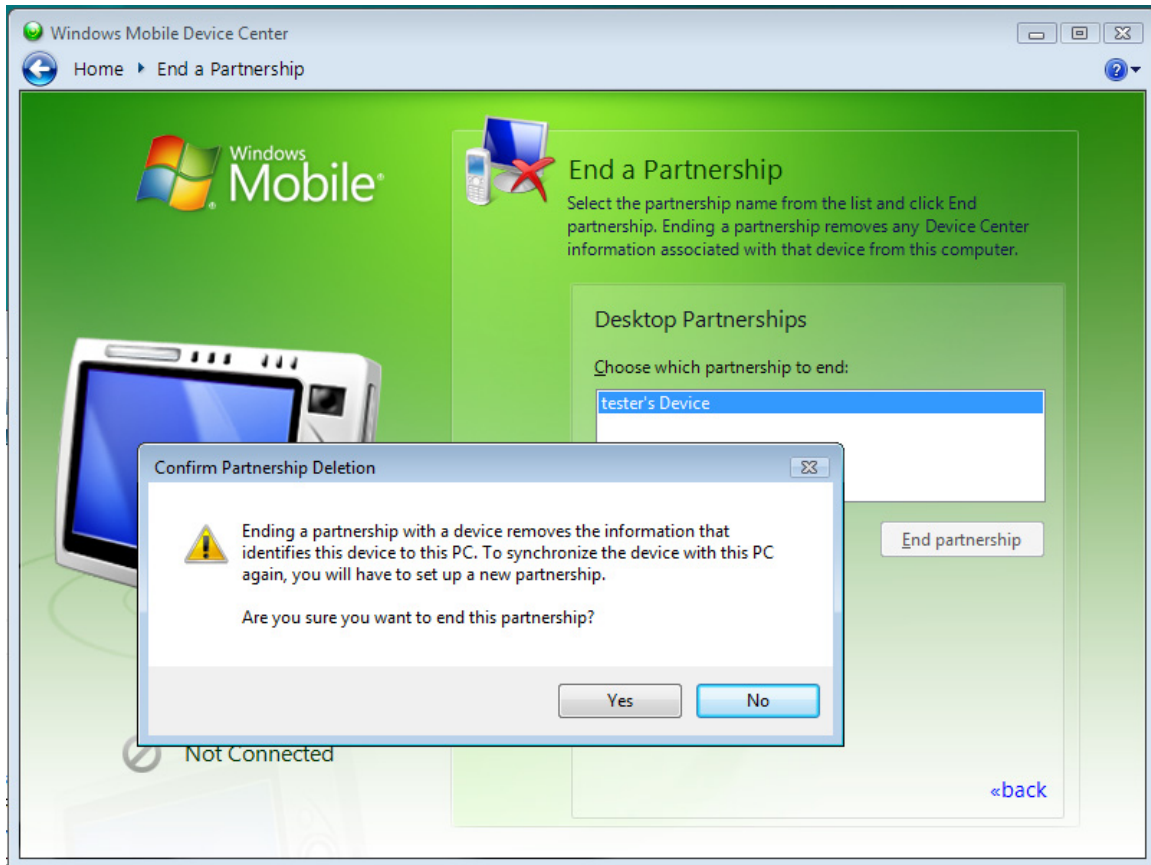 Windows Mobile Device Center
Home ▸ End a Partnership
Windows
Mobile
End a Partnership
Select the partnership name from the list and click End
partnership. Ending a partnership removes any Device Center
information associated with that device from this computer.
Desktop Partnerships
Choose which partnership to end:
tester's Device
End partnership
Confirm Partnership Deletion
Ending a partnership with a device removes the information that
identifies this device to this PC. To synchronize the device with this PC
again, you will have to set up a new partnership.
Are you sure you want to end this partnership?
Yes
No
Not Connected
«back